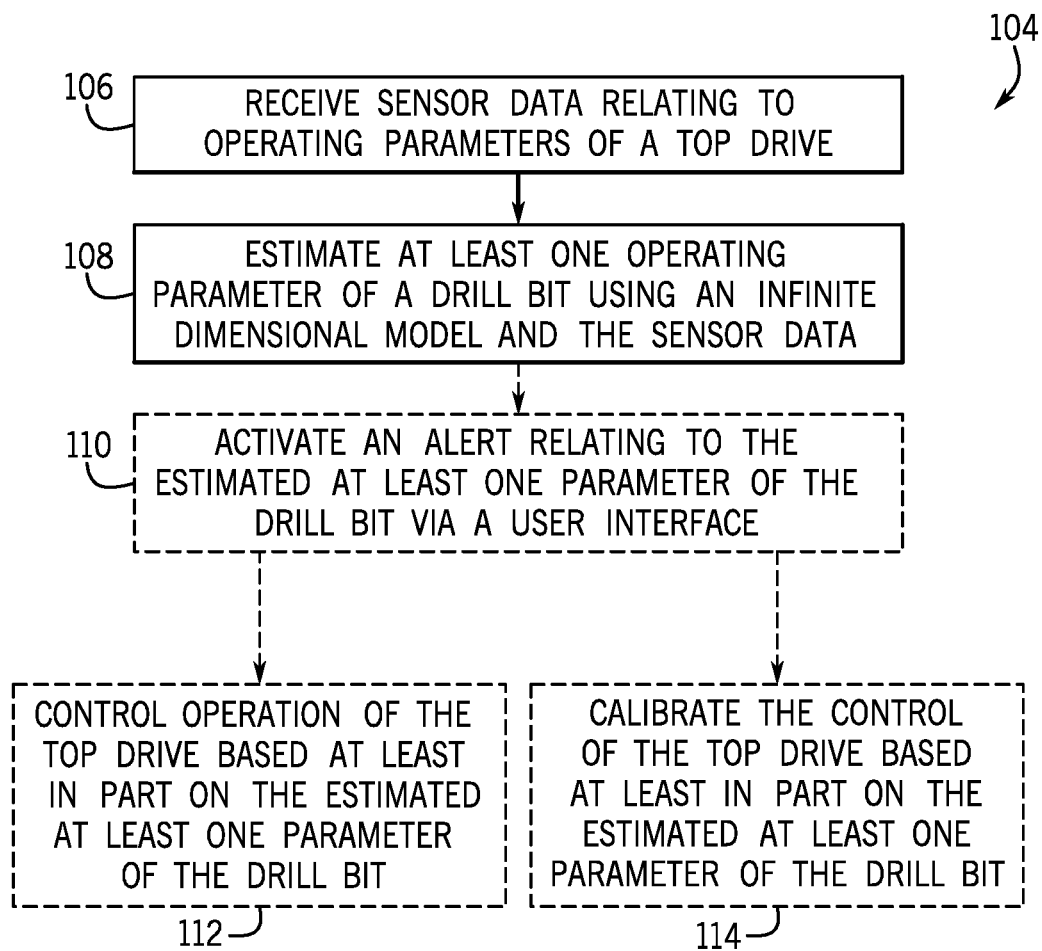 104
106
RECEIVE SENSOR DATA RELATING TO
OPERATING PARAMETERS OF A TOP DRIVE
108
ESTIMATE AT LEAST ONE OPERATING
PARAMETER OF A DRILL BIT USING AN INFINITE
DIMENSIONAL MODEL AND THE SENSOR DATA
110
ACTIVATE AN ALERT RELATING TO THE
ESTIMATED AT LEAST ONE PARAMETER OF THE
DRILL BIT VIA A USER INTERFACE
CONTROL OPERATION OF THE
TOP DRIVE BASED AT LEAST
IN PART ON THE ESTIMATED
AT LEAST ONE PARAMETER
OF THE DRILL BIT
112
CALIBRATE THE CONTROL
OF THE TOP DRIVE BASED
AT LEAST IN PART ON THE
ESTIMATED AT LEAST ONE
PARAMETER OF THE DRILL BIT
114